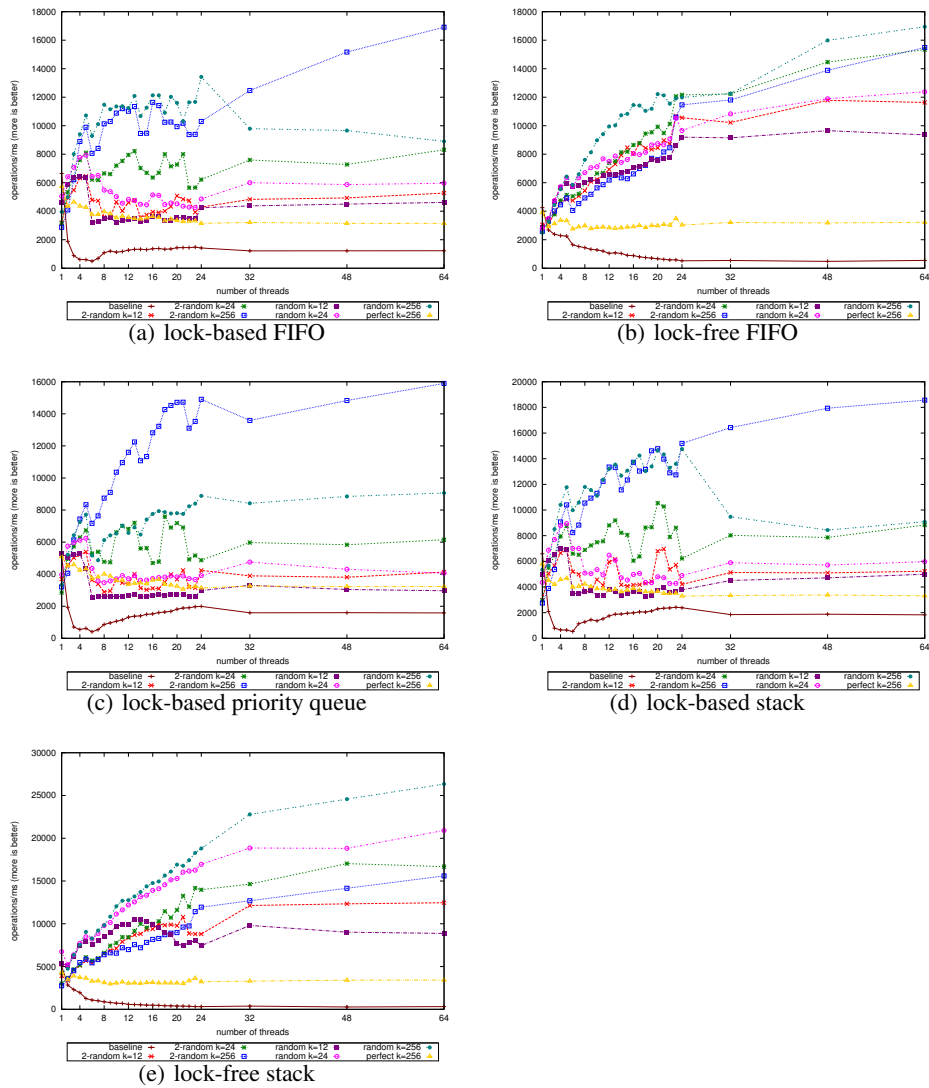 18000
16000
14000
12000
10000
8000
6000
4000
2000
0
operations/ms (more is better)
1 4 8 12 16 20 24 32 48 64
number of threads
baseline 2-random k=24 random k=12 random k=256
2-random k=12 2-random k=256 random k=24 perfect k=256
(a) lock-based FIFO
18000
16000
14000
12000
10000
8000
6000
4000
2000
0
operations/ms (more is better)
1 4 8 12 16 20 24 32 48 64
number of threads
baseline 2-random k=24 random k=12 random k=256
2-random k=12 2-random k=256 random k=24 perfect k=256
(b) lock-free FIFO
16000
14000
12000
10000
8000
6000
4000
2000
0
operations/ms (more is better)
1 4 8 12 16 20 24 32 48 64
number of threads
baseline 2-random k=24 random k=12 random k=256
2-random k=12 2-random k=256 random k=24 perfect k=256
(c) lock-based priority queue
20000
18000
16000
14000
12000
10000
8000
6000
4000
2000
0
operations/ms (more is better)
1 4 8 12 16 20 24 32 48 64
number of threads
baseline 2-random k=24 random k=12 random k=256
2-random k=12 2-random k=256 random k=24 perfect k=256
(d) lock-based stack
30000
25000
20000
15000
10000
5000
0
operations/ms (more is better)
1 4 8 12 16 20 24 32 48 64
number of threads
baseline 2-random k=24 random k=12 random k=256
2-random k=12 2-random k=256 random k=24 perfect k=256
(e) lock-free stack